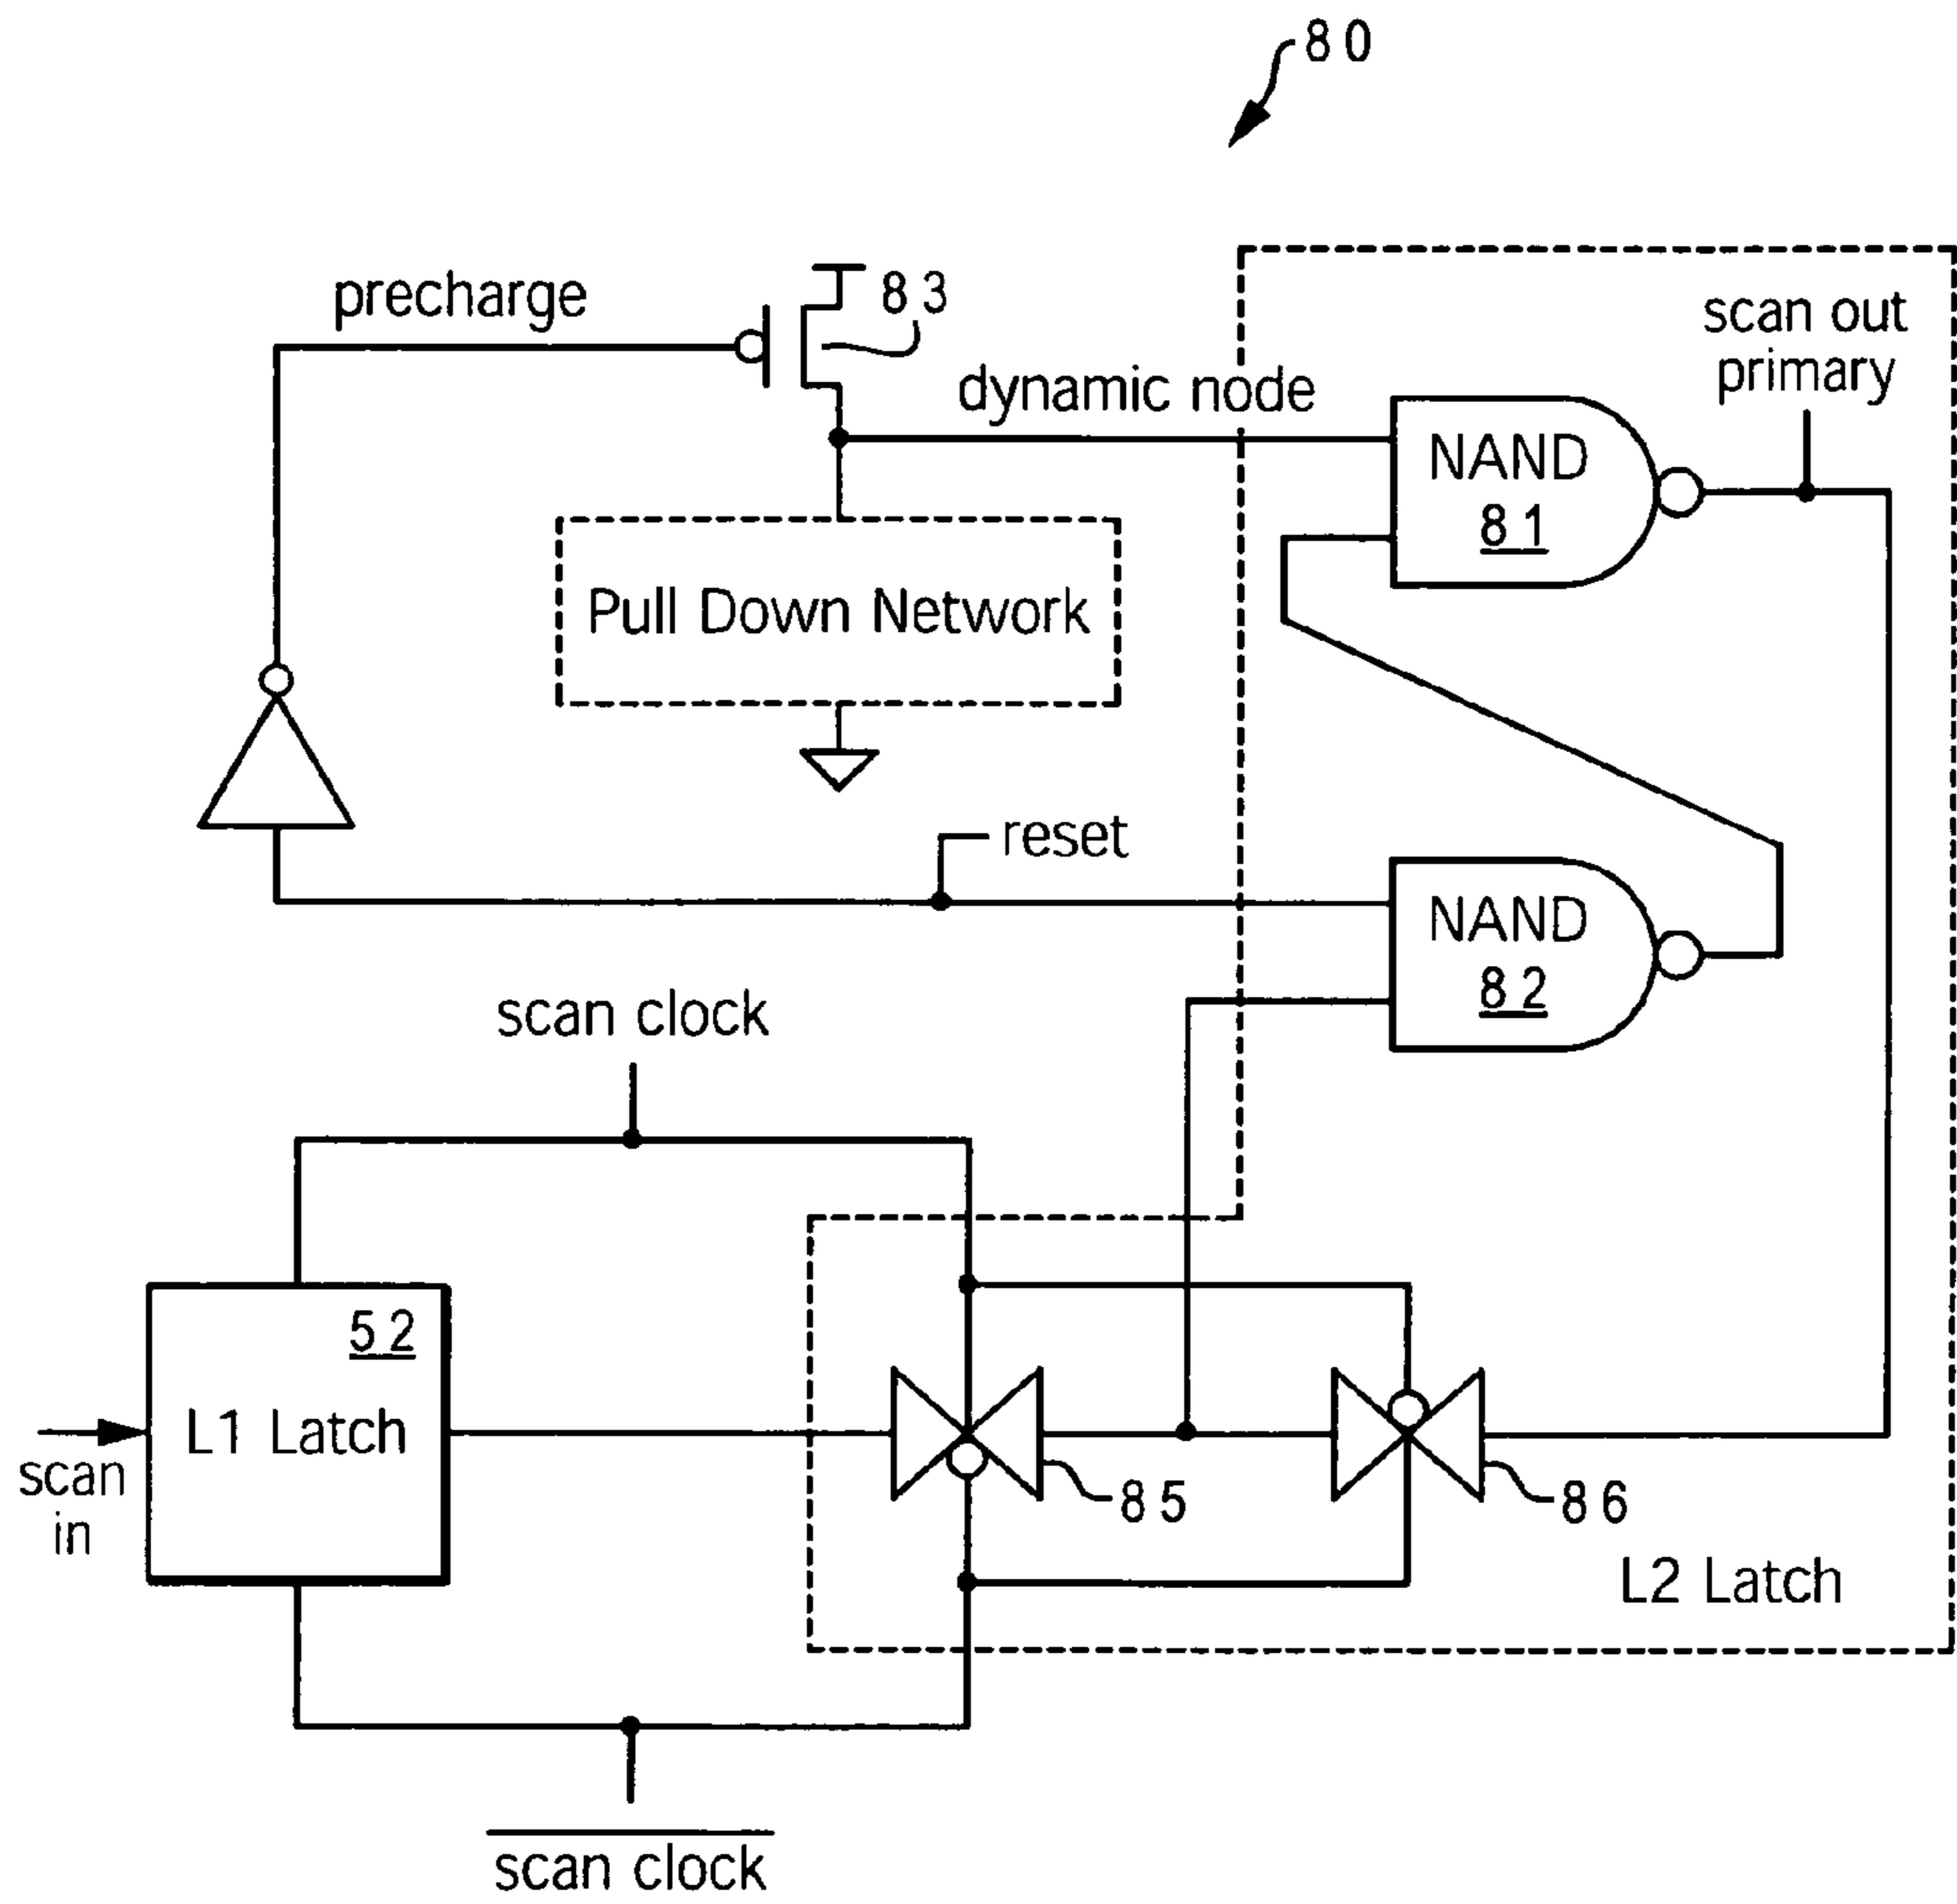 80
precharge
83
scan out
primary
dynamic node
NAND
81
Pull Down Network
reset
NAND
82
scan clock
52
L1 Latch
scan
in
85
86
L2 Latch
scan clock